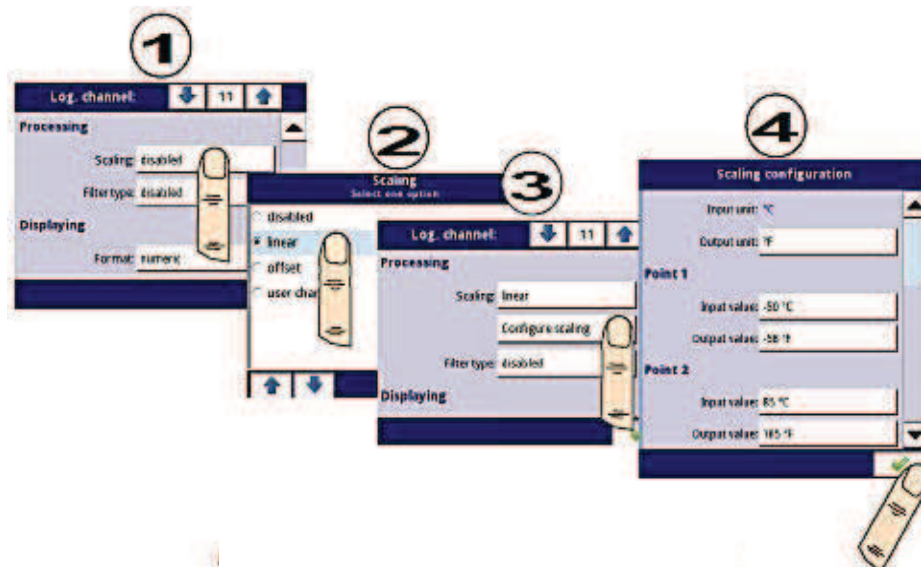 1
Log. channel:
11
Processing
Scaling: disabled
Filter type: disabled
Displaying
Format: numeric
2
Scaling
Select one option
disabled
linear
offset
user char
3
Log. channel:
11
Processing
Scaling: linear
Configure scaling
Filter type: disabled
Displaying
4
Scaling configuration
Input unit: °C
Output unit: °F
Point 1
Input value: -50 °C
Output value: -58 °F
Point 2
Input value: 85 °C
Output value: °F